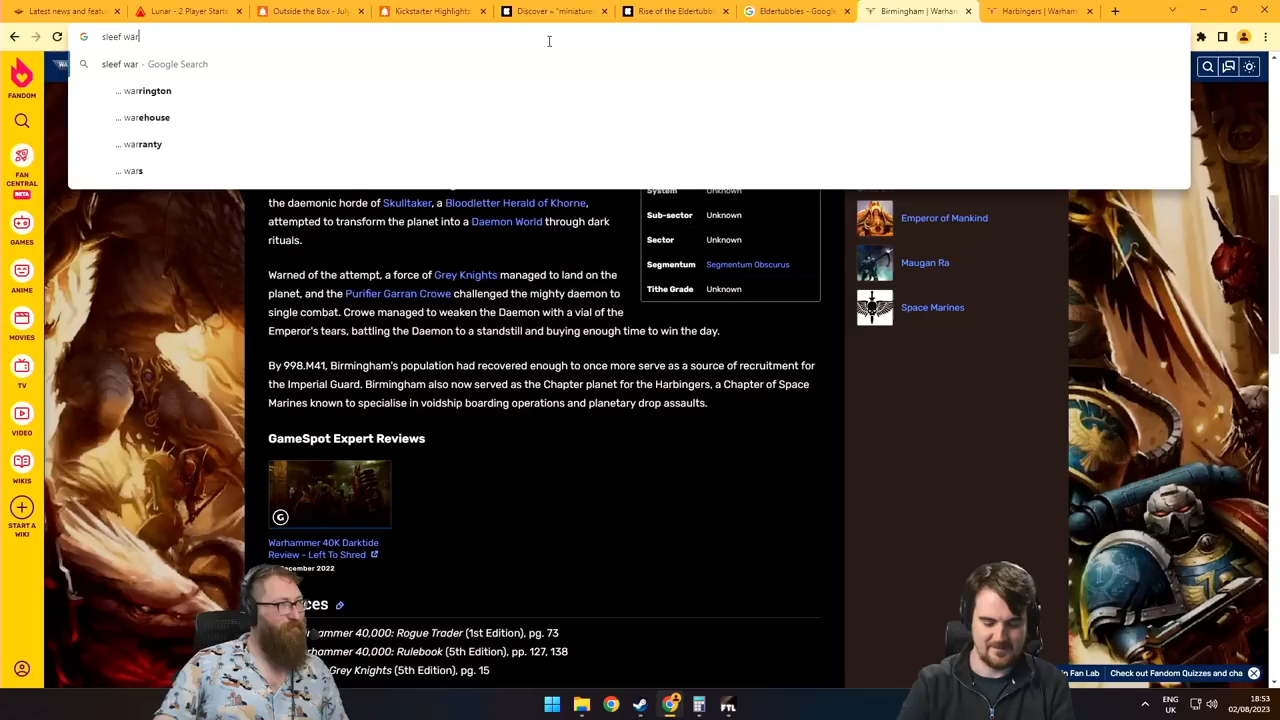 Lunar - 2 Player Starte
Outside the Box - July
Kickstarter Highlights
Discover » "miniature
Rise of the Eldertubbi
Eldertubbies - Google
Birmingham | Warham
Harbingers | Warhamm
sleef war
sleef war - Google Search
... warrington
... warehouse
... warranty
... wars
FANDOM
FAN CENTRAL
BETA
GAMES
ANIME
MOVIES
TV
VIDEO
WIKIS
START A WIKI
the daemonic horde of Skulltaker, a Bloodletter Herald of Khorne,
attempted to transform the planet into a Daemon World through dark
rituals.
Warned of the attempt, a force of Grey Knights managed to land on the
planet, and the Purifier Garran Crowe challenged the mighty daemon to
single combat. Crowe managed to weaken the Daemon with a vial of the
Emperor's tears, battling the Daemon to a standstill and buying enough time to win the day.
By 998.M41, Birmingham's population had recovered enough to once more serve as a source of recruitment for
the Imperial Guard. Birmingham also now served as the Chapter planet for the Harbingers, a Chapter of Space
Marines known to specialise in voidship boarding operations and planetary drop assaults.
System Unknown
Sub-sector Unknown
Sector Unknown
Segmentum Segmentum Obscurus
Tithe Grade Unknown
Emperor of Mankind
Maugan Ra
Space Marines
GameSpot Expert Reviews
G
Warhammer 40K Darktide
Review - Left To Shred
ecember 2022
ces
ammer 40,000: Rogue Trader (1st Edition), pg. 73
rhammer 40,000: Rulebook (5th Edition), pp. 127, 138
Grey Knights (5th Edition), pg. 15
Fan Lab
Check out Fandom Quizzes and cha
FTL
ENG
UK
18:53
02/08/2023